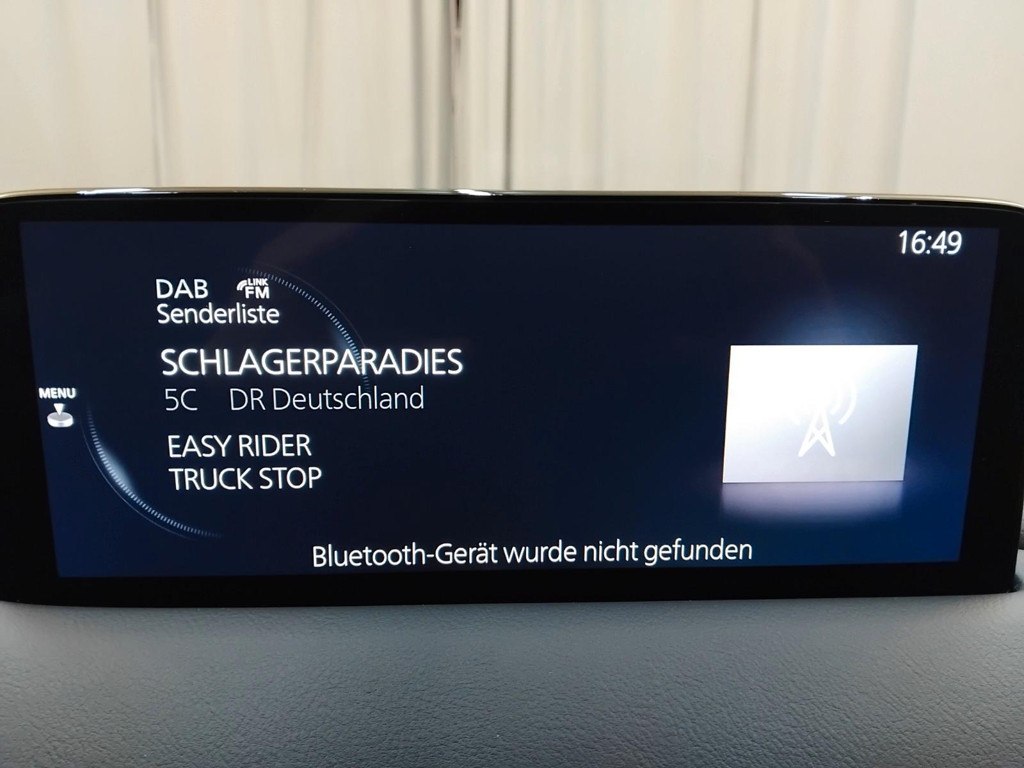 16:49
DAB LINK FM
Senderliste
SCHLAGERPARADIES
5C DR Deutschland
MENU
EASY RIDER
TRUCK STOP
Bluetooth-Gerät wurde nicht gefunden